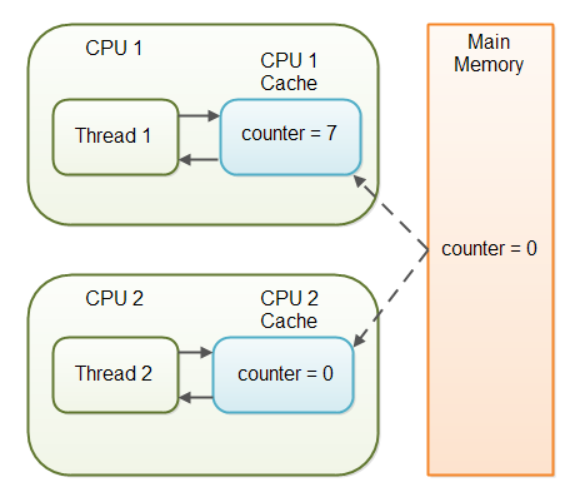 CPU 1
CPU 1
Cache
Thread 1
counter = 7
Main
Memory
counter = 0
CPU 2
CPU 2
Cache
Thread 2
counter = 0